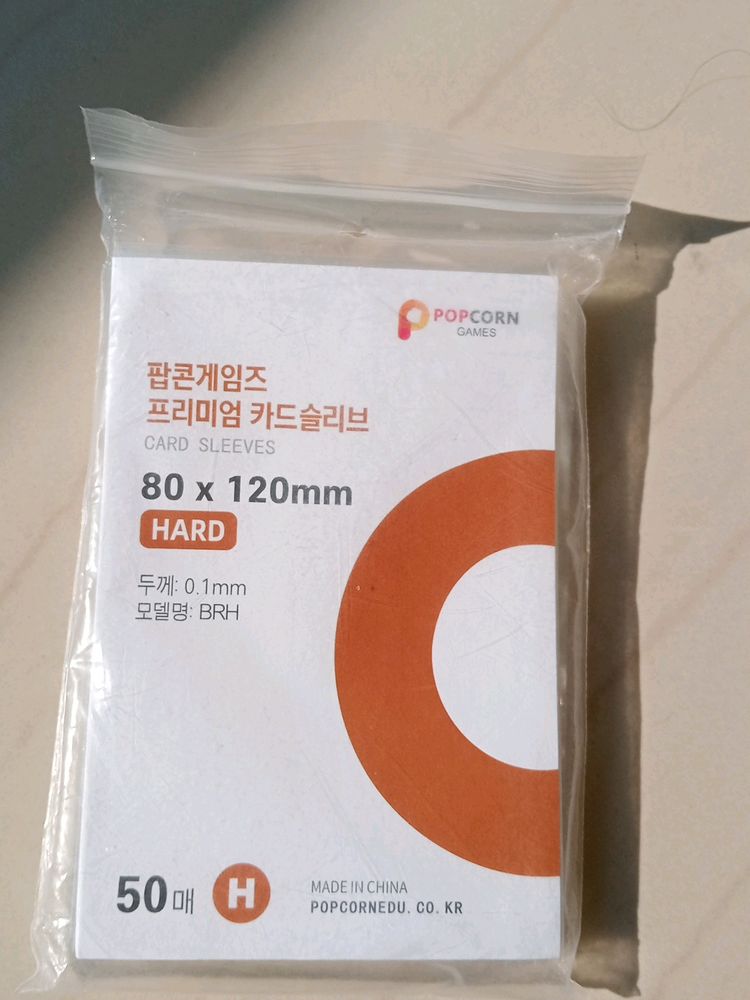 POPCORN
GAMES
팝콘게임즈
프리미엄 카드슬리브
CARD SLEEVES
80 x 120mm
HARD
두께: 0.1mm
모델명: BRH
50매
H
MADE IN CHINA
POPCORNEDU. CO. KR